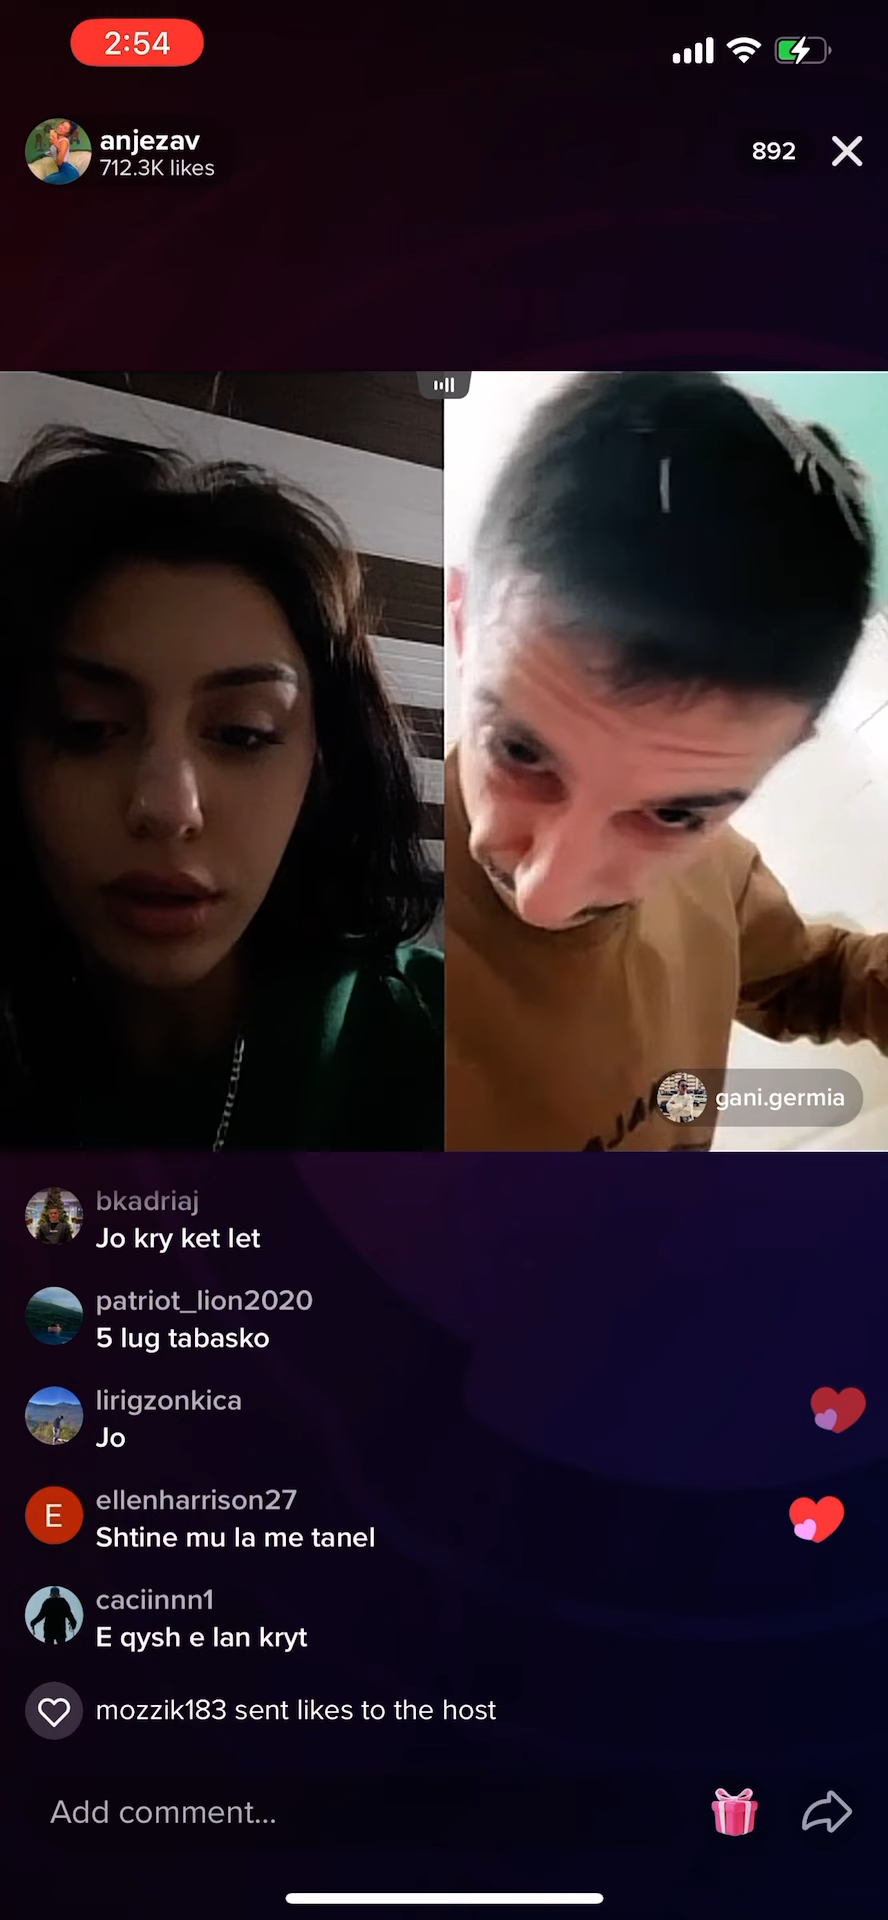 2:54
anjezav
712.3K likes
892
gani.germia
bkadriaj
Jo kry ket let
patriot_lion2020
5 lug tabasko
lirigzonkica
Jo
E
ellenharrison27
Shtine mu la me tanel
caciinnn1
E qysh e lan kryt
mozzik183 sent likes to the host
Add comment...